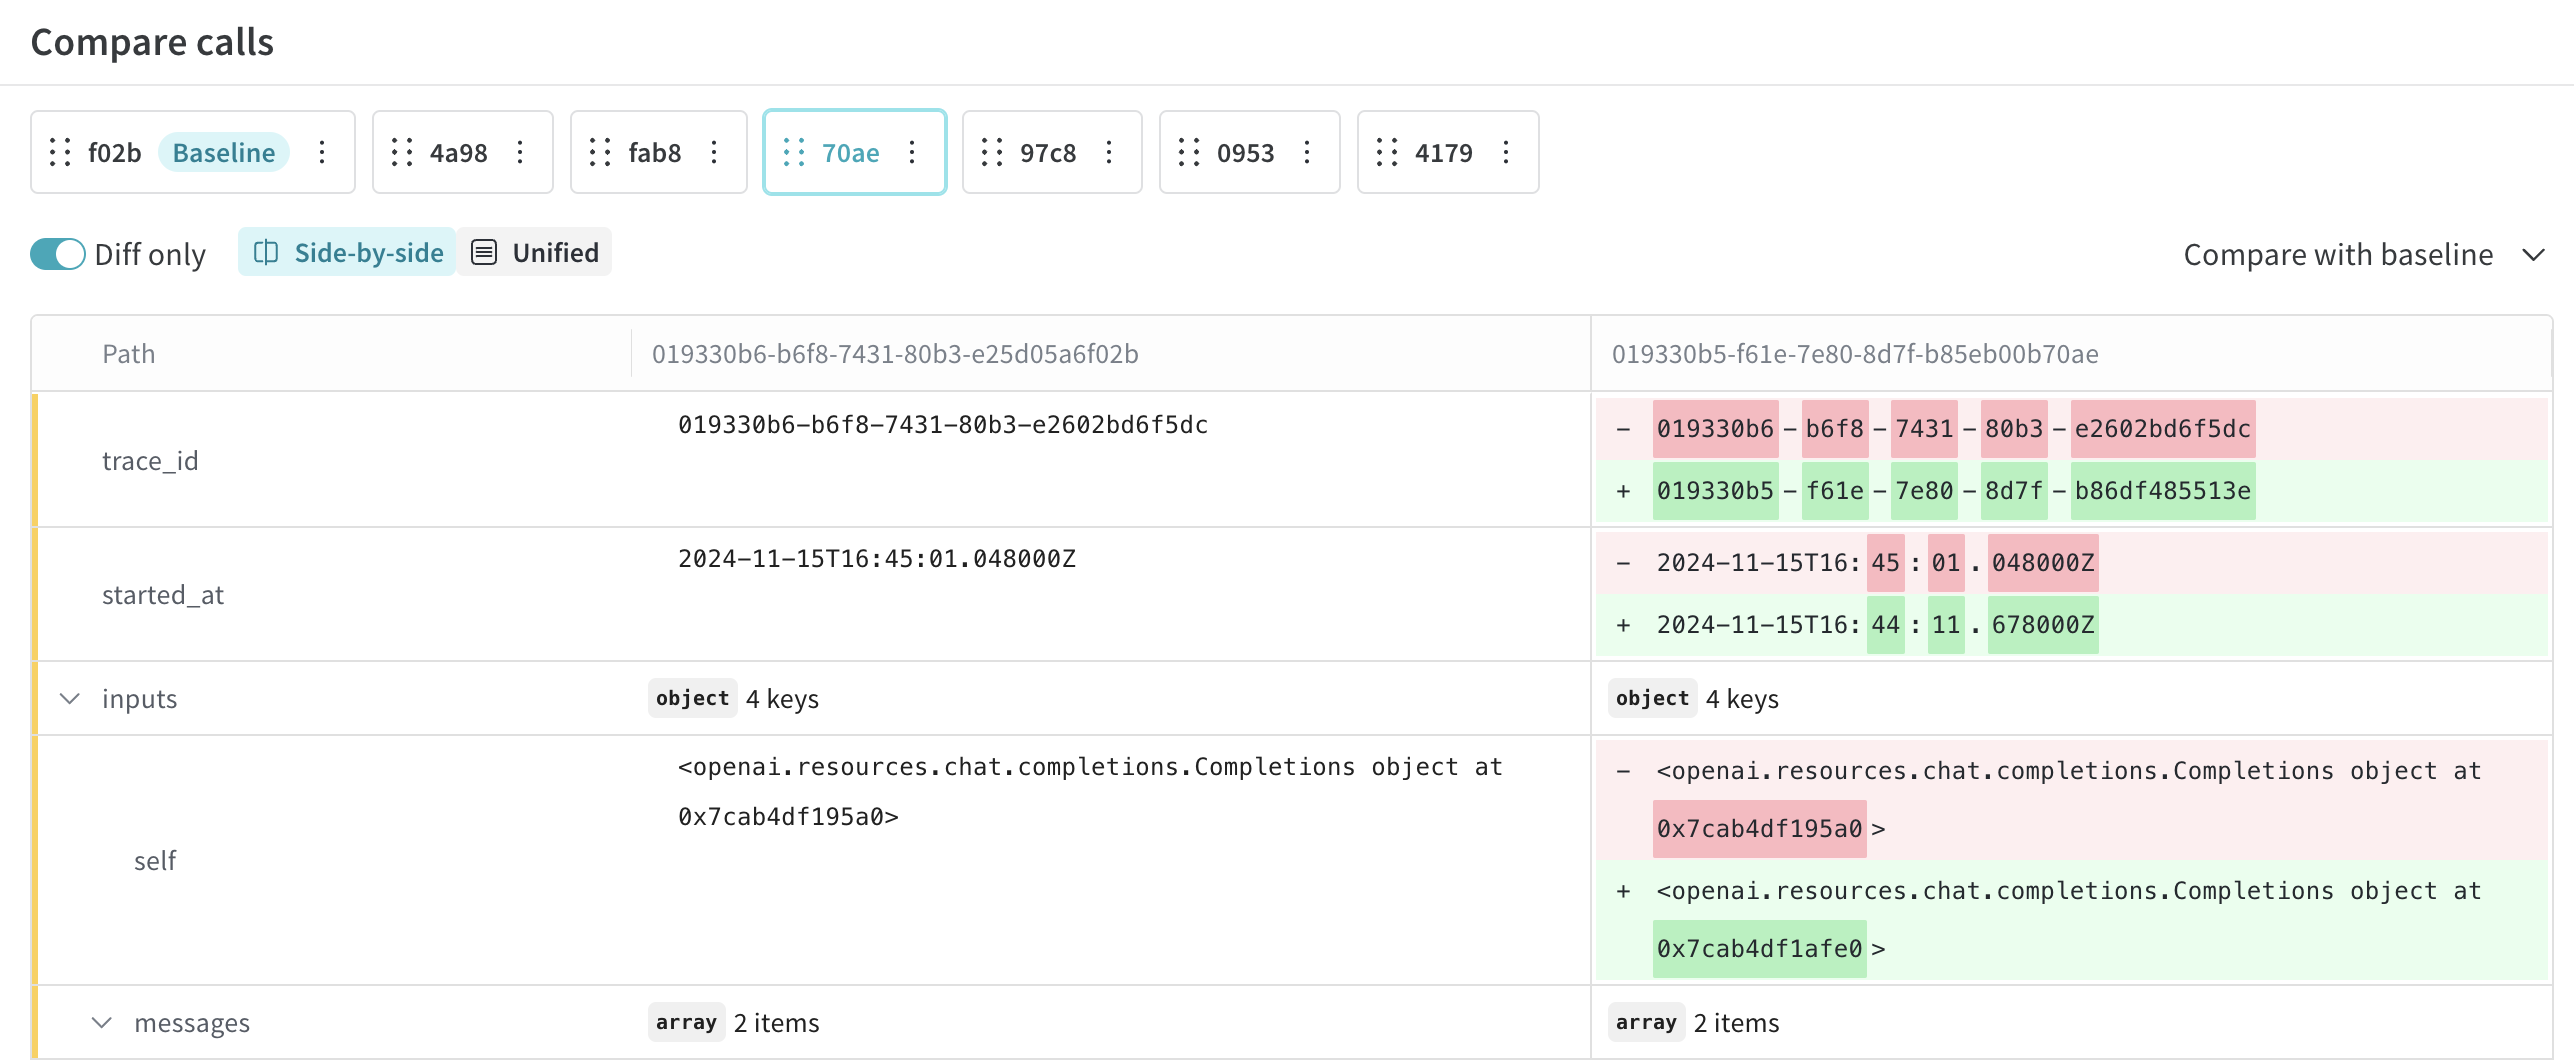 Compare calls
f02b Baseline
4a98
fab8
70ae
97c8
0953
4179
Diff only
Side-by-side
Unified
Compare with baseline
Path
019330b6-b6f8-7431-80b3-e25d05a6f02b
019330b5-f61e-7e80-8d7f-b85eb00b70ae
trace_id
019330b6-b6f8-7431-80b3-e2602bd6f5dc
- 019330b6-b6f8-7431-80b3-e2602bd6f5dc
+ 019330b5-f61e-7e80-8d7f-b86df485513e
started_at
2024-11-15T16:45:01.048000Z
- 2024-11-15T16:45:01.048000Z
+ 2024-11-15T16:44:11.678000Z
inputs
object 4 keys
object 4 keys
self
<openai.resources.chat.completions.Completions object at
0x7cab4df195a0>
- <openai.resources.chat.completions.Completions object at
0x7cab4df195a0>
+ <openai.resources.chat.completions.Completions object at
0x7cab4df1afe0>
messages
array 2 items
array 2 items